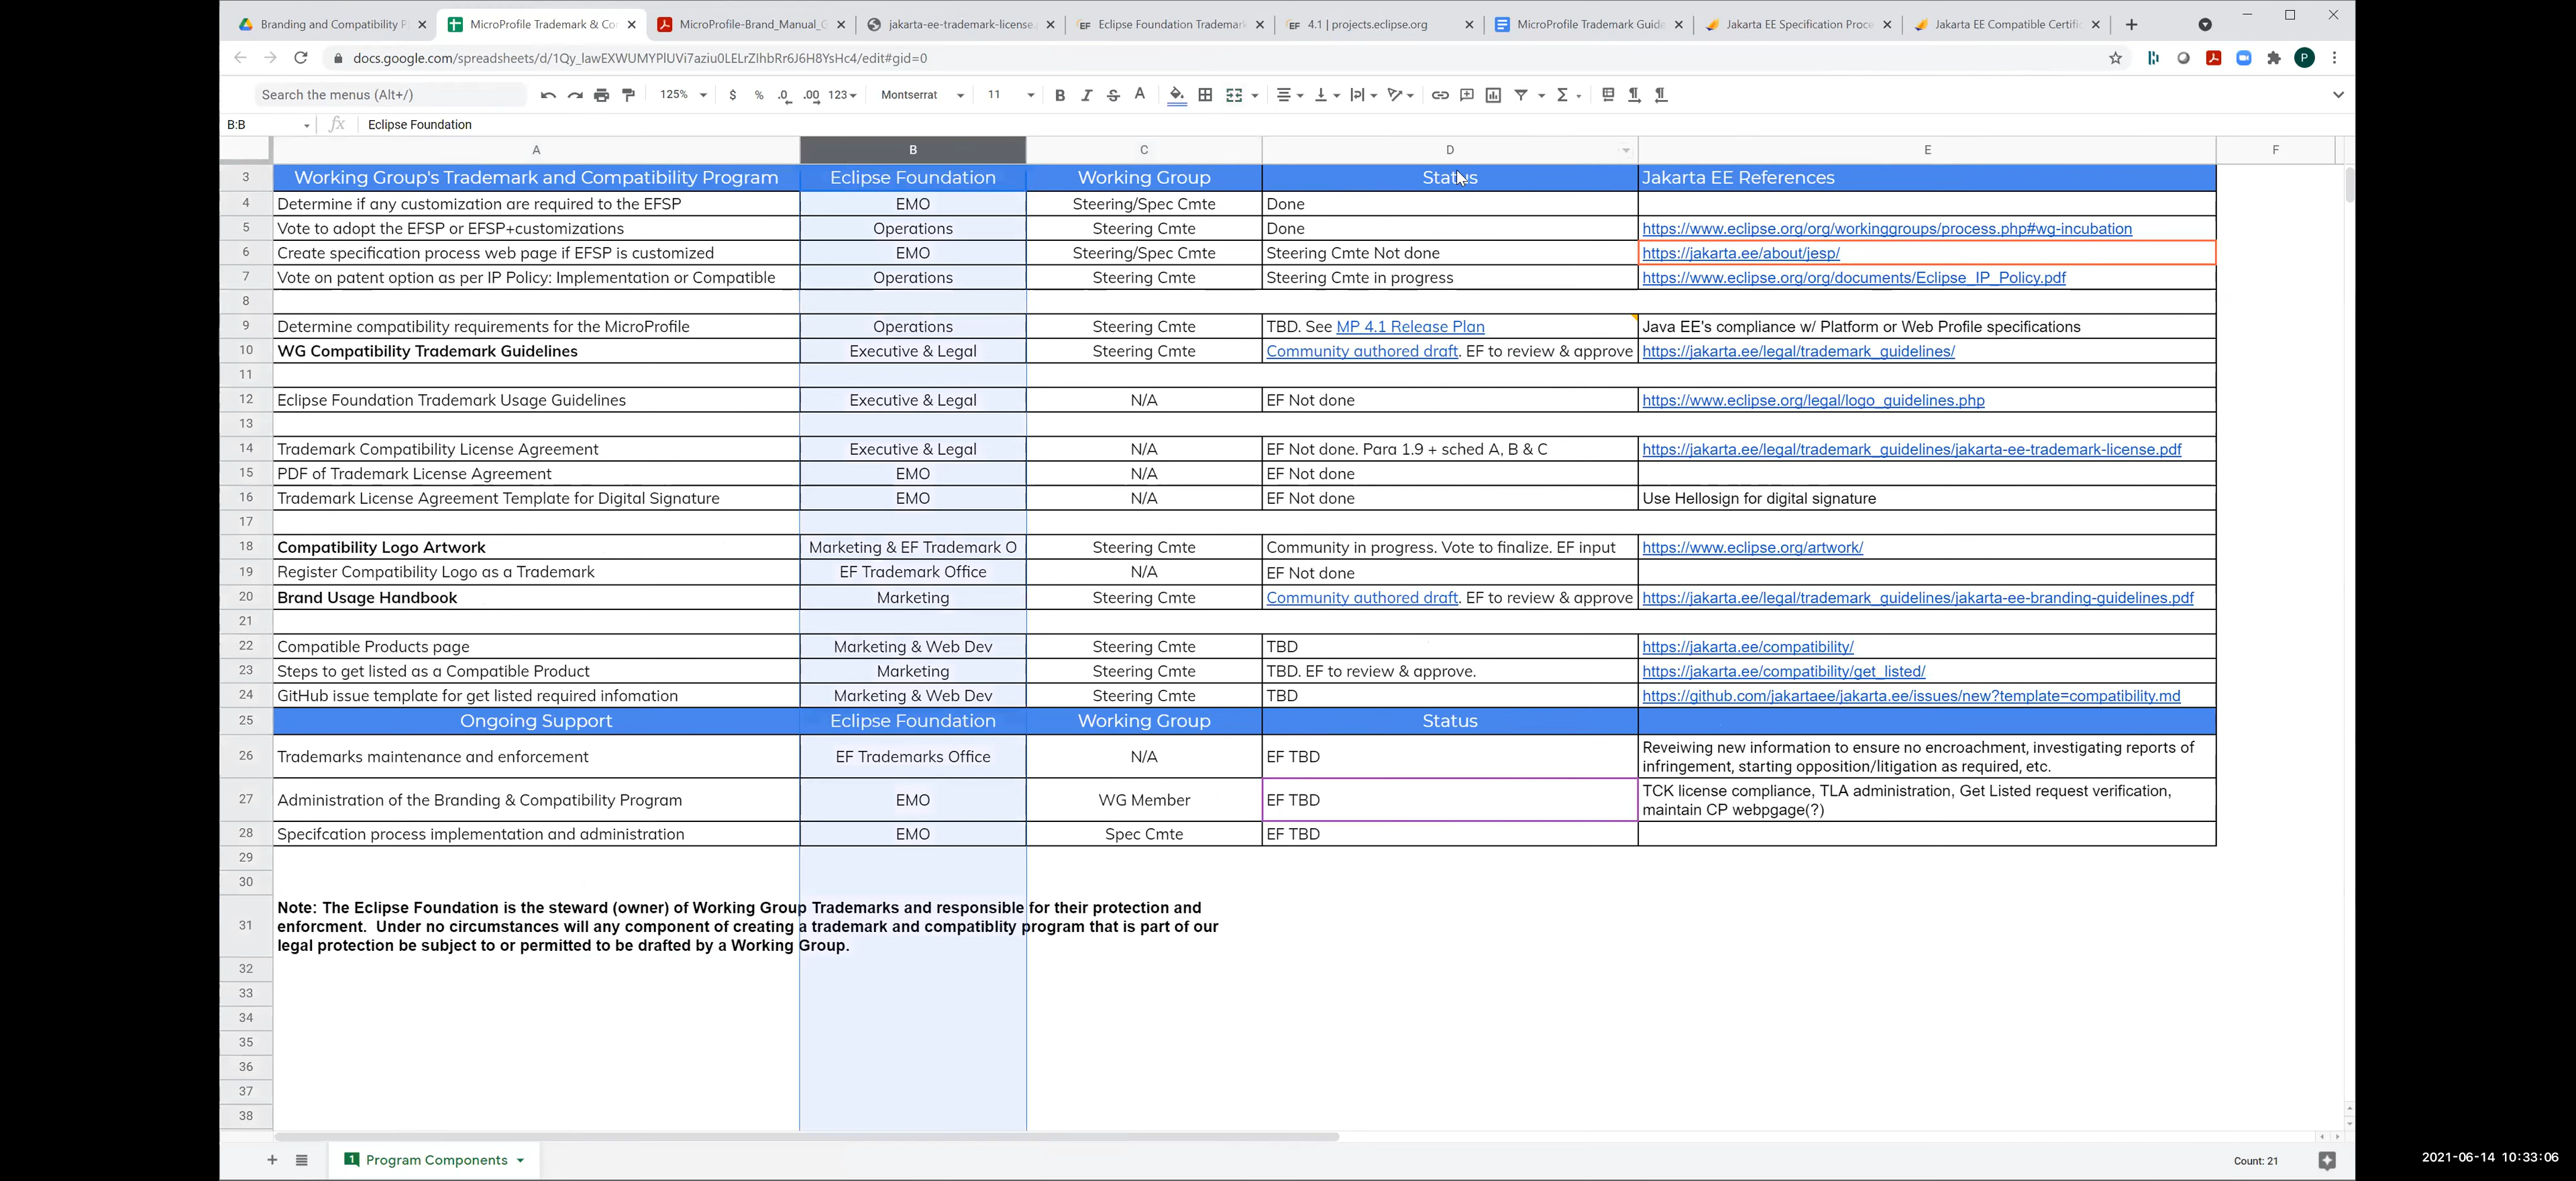 Branding and Compatibility P
MicroProfile Trademark & Cor
MicroProfile-Brand_Manual_G
jakarta-ee-trademark-license.
EF Eclipse Foundation Trademark
EF 4.1 | projects.eclipse.org
MicroProfile Trademark Guide
Jakarta EE Specification Proce
Jakarta EE Compatible Certific
docs.google.com/spreadsheets/d/1Qy_lawEXWUMYPlUVi7aziu0LELrZIhbRr6J6H8YsHc4/edit#gid=0
P
Search the menus (Alt+/) 125% $ % .0 .00 123 Montserrat 11 B I S A
B:B fx Eclipse Foundation
A B C D E F
3 Working Group's Trademark and Compatibility Program Eclipse Foundation Working Group Status Jakarta EE References
4 Determine if any customization are required to the EFSP EMO Steering/Spec Cmte Done
5 Vote to adopt the EFSP or EFSP+customizations Operations Steering Cmte Done https://www.eclipse.org/org/workinggroups/process.php#wg-incubation
6 Create specification process web page if EFSP is customized EMO Steering/Spec Cmte Steering Cmte Not done https://jakarta.ee/about/jesp/
7 Vote on patent option as per IP Policy: Implementation or Compatible Operations Steering Cmte Steering Cmte in progress https://www.eclipse.org/org/documents/Eclipse_IP_Policy.pdf
8
9 Determine compatibility requirements for the MicroProfile Operations Steering Cmte TBD. See MP 4.1 Release Plan Java EE's compliance w/ Platform or Web Profile specifications
10 WG Compatibility Trademark Guidelines Executive & Legal Steering Cmte Community authored draft. EF to review & approve https://jakarta.ee/legal/trademark_guidelines/
11
12 Eclipse Foundation Trademark Usage Guidelines Executive & Legal N/A EF Not done https://www.eclipse.org/legal/logo_guidelines.php
13
14 Trademark Compatibility License Agreement Executive & Legal N/A EF Not done. Para 1.9 + sched A, B & C https://jakarta.ee/legal/trademark_guidelines/jakarta-ee-trademark-license.pdf
15 PDF of Trademark License Agreement EMO N/A EF Not done
16 Trademark License Agreement Template for Digital Signature EMO N/A EF Not done Use Hellosign for digital signature
17
18 Compatibility Logo Artwork Marketing & EF Trademark O Steering Cmte Community in progress. Vote to finalize. EF input https://www.eclipse.org/artwork/
19 Register Compatibility Logo as a Trademark EF Trademark Office N/A EF Not done
20 Brand Usage Handbook Marketing Steering Cmte Community authored draft. EF to review & approve https://jakarta.ee/legal/trademark_guidelines/jakarta-ee-branding-guidelines.pdf
21
22 Compatible Products page Marketing & Web Dev Steering Cmte TBD https://jakarta.ee/compatibility/
23 Steps to get listed as a Compatible Product Marketing Steering Cmte TBD. EF to review & approve. https://jakarta.ee/compatibility/get_listed/
24 GitHub issue template for get listed required infomation Marketing & Web Dev Steering Cmte TBD https://github.com/jakartaee/jakarta.ee/issues/new?template=compatibility.md
25 Ongoing Support Eclipse Foundation Working Group Status
26 Trademarks maintenance and enforcement EF Trademarks Office N/A EF TBD Reveiwing new information to ensure no encroachment, investigating reports of
infringement, starting opposition/litigation as required, etc.
27 Administration of the Branding & Compatibility Program EMO WG Member EF TBD TCK license compliance, TLA administration, Get Listed request verification,
maintain CP webpgage(?)
28 Specifcation process implementation and administration EMO Spec Cmte EF TBD
29
30
31 Note: The Eclipse Foundation is the steward (owner) of Working Group Trademarks and responsible for their protection and
enforcment. Under no circumstances will any component of creating a trademark and compatiblity program that is part of our
legal protection be subject to or permitted to be drafted by a Working Group.
32
33
34
35
36
37
38
1 Program Components
Count: 21
2021-06-14 10:33:06